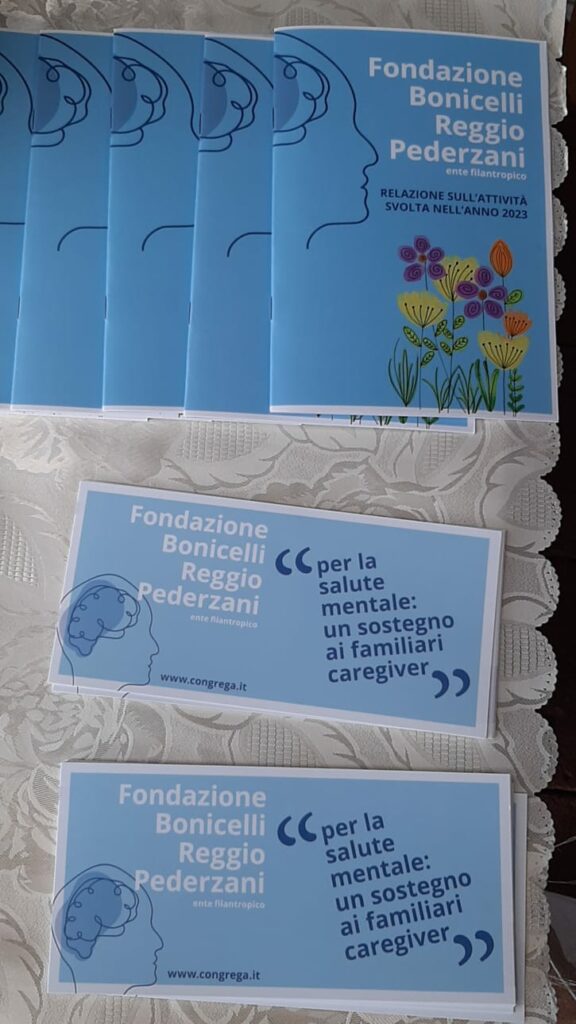 Fondazione
Bonicelli
Reggio
Pederzani
ente filantropico
RELAZIONE SULL'ATTIVITÀ
SVOLTA NELL'ANNO 2023
Fondazione
Bonicelli
Reggio
Pederzani
ente filantropico
www.congrega.it
“per la
salute
mentale:
un sostegno
ai familiari
caregiver”
Fondazione
Bonicelli
Reggio
Pederzani
ente filantropico
www.congrega.it
“per la
salute
mentale:
un sostegno
ai familiari
caregiver”